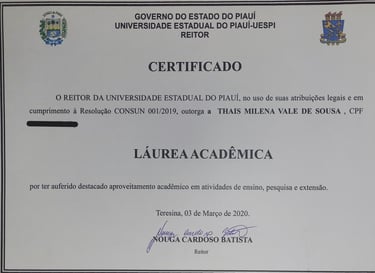 GOVERNO DO ESTADO DO PIAUÍ
UNIVERSIDADE ESTADUAL DO PIAUÍ-UESPI
REITOR
CERTIFICADO
O REITOR DA UNIVERSIDADE ESTADUAL DO PIAUÍ, no uso de suas atribuições legais e em
cumprimento à Resolução CONSUN 001/2019, outorga a THAIS MILENA VALE DE SOUSA , CPF
LÁUREA ACADÊMICA
por ter auferido destacado aproveitamento acadêmico em atividades de ensino, pesquisa e extensão.
Teresina, 03 de Março de 2020.
NOUGA CARDOSO BATISTA
Reitor